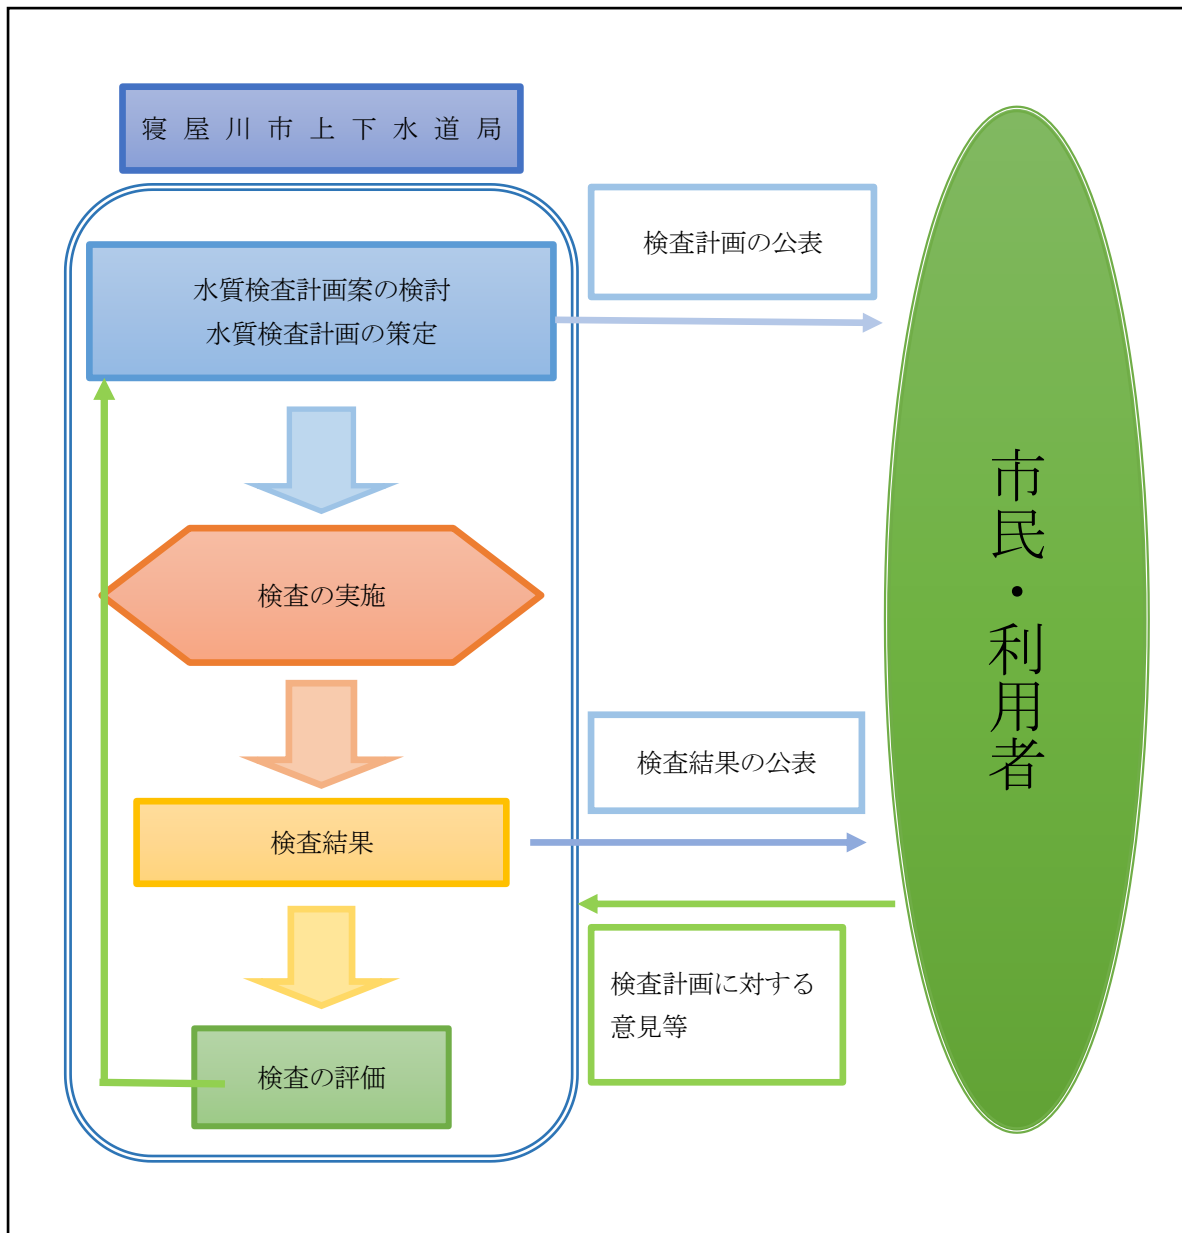 寝屋川市上下水道局
検査計画の公表
水質検査計画案の検討
水質検査計画の策定
検査の実施
検査結果の公表
検査結果
検査計画に対する
意見等
検査の評価
市民・利用者